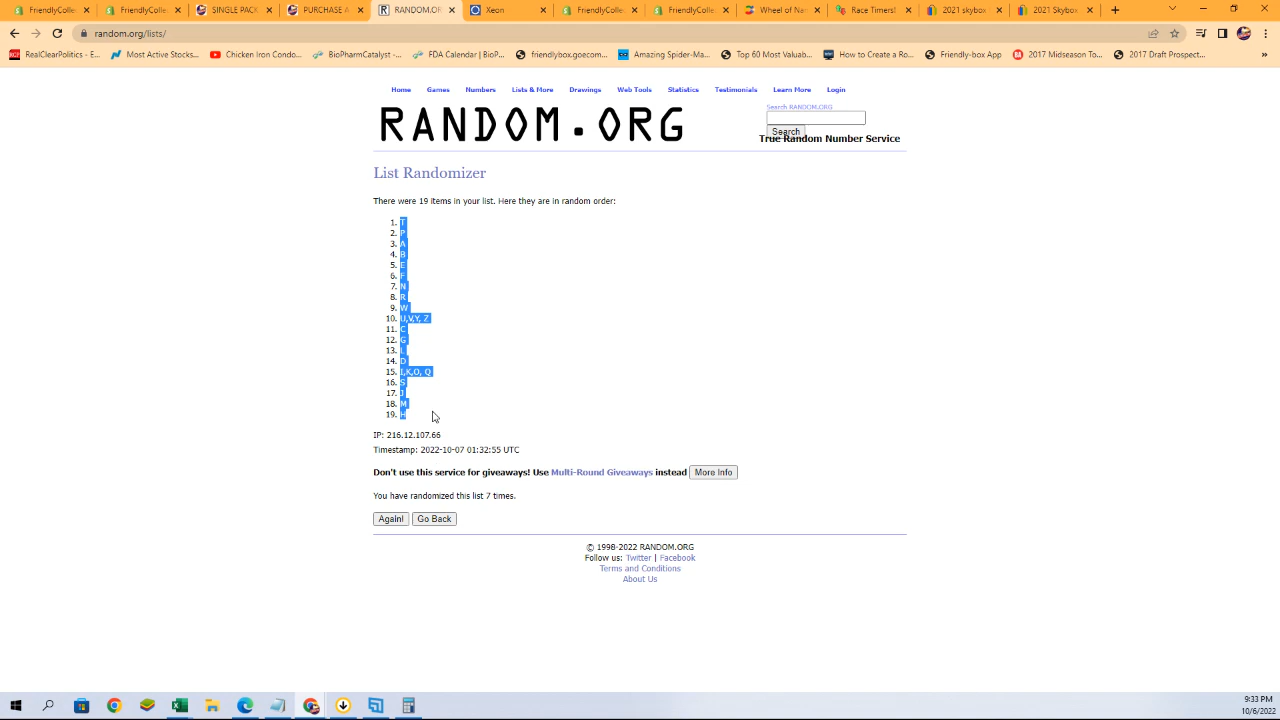 FriendlyColle
FriendlyColle
SINGLE PACK
PURCHASE A
RANDOM.OR
Qeon
FriendlyColle
FriendlyColle
Wheel of Na
Race Timers!
2021 skybox
2021 Skybox
random.org/lists/
RealClearPolitics - E...
Most Active Stocks...
Chicken Iron Condo...
BioPharmCatalyst -...
FDA Calendar | BioP...
friendlybox.goecom...
Amazing Spider-Ma...
Top 60 Most Valuab...
How to Create a Ro...
Friendly-box App
2017 Midseason To...
2017 Draft Prospect...
Home Games Numbers Lists & More Drawings Web Tools Statistics Testimonials Learn More Login
RANDOM.ORG
Search RANDOM.ORG
Search
True Random Number Service
List Randomizer
There were 19 items in your list. Here they are in random order:
1. T
2. P
3. A
4. B
5. E
6. F
7. N
8. R
9. W
10. U,V,Y, Z
11. C
12. G
13. L
14. D
15. I,K,O, Q
16. S
17. J
18. M
19. H
IP: 216.12.107.66
Timestamp: 2022-10-07 01:32:55 UTC
Don't use this service for giveaways! Use Multi-Round Giveaways instead More Info
You have randomized this list 7 times.
Again! Go Back
© 1998-2022 RANDOM.ORG
Follow us: Twitter | Facebook
Terms and Conditions
About Us
9:33 PM
10/6/2022